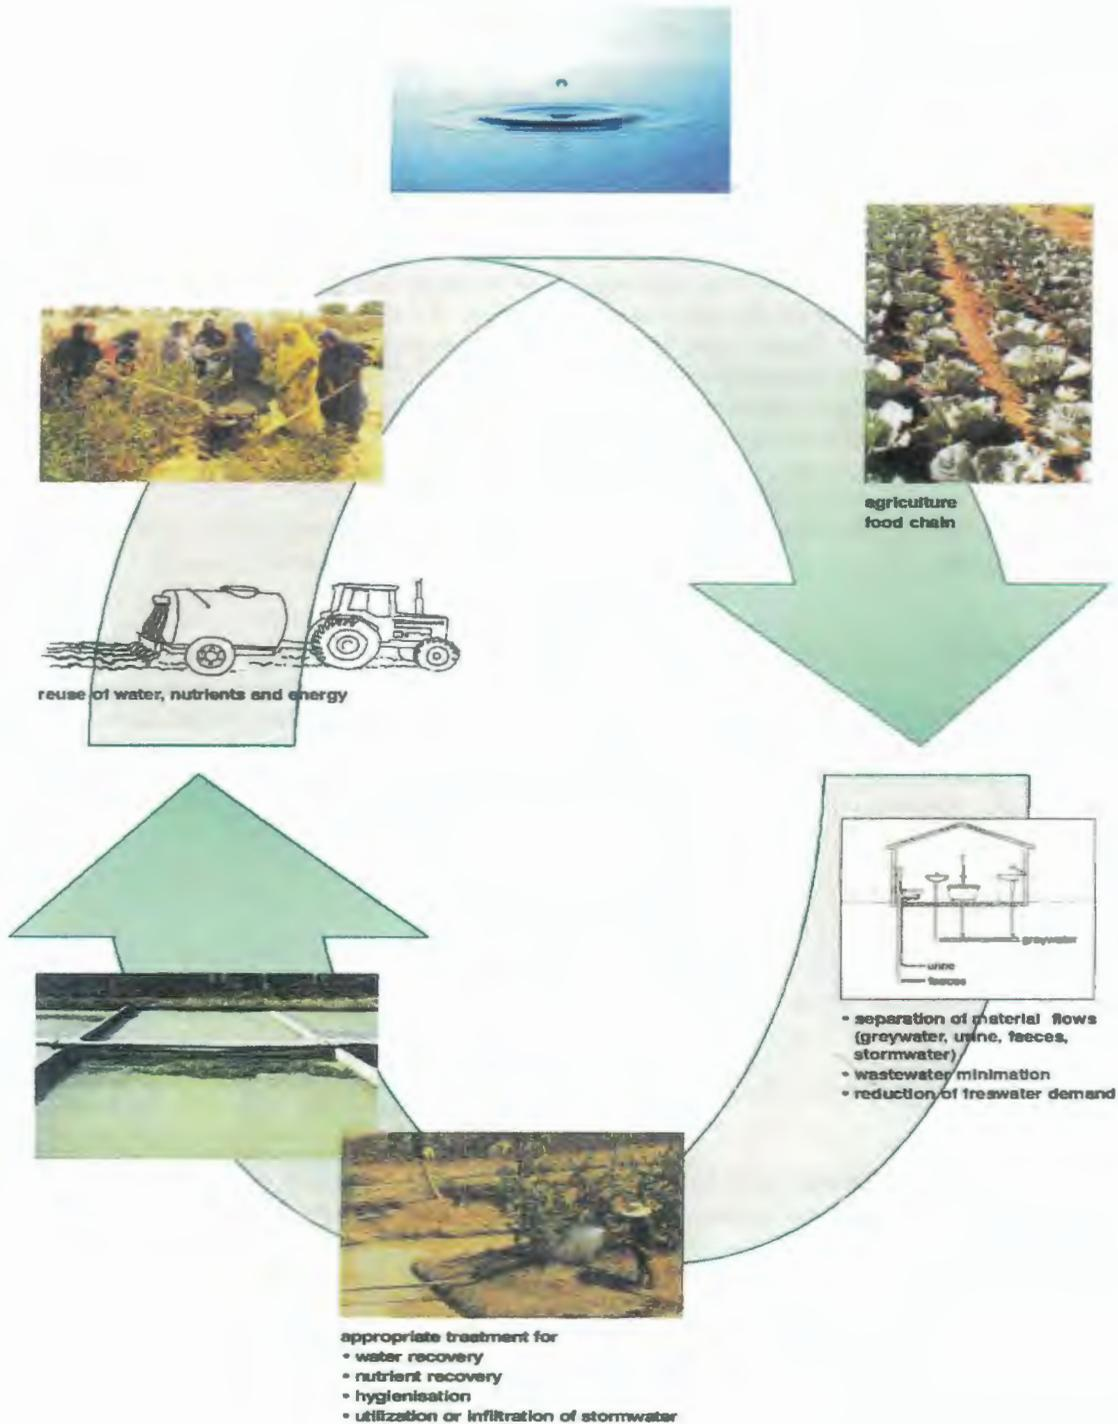 agriculture
food chain
reuse of water, nutrients and energy
greywater
urine
faeces
• separation of material flows
(greywater, urine, faeces,
stormwater)
• wastewater minimation
• reduction of freswater demand
appropriate treatment for
• water recovery
• nutrient recovery
• hygienisation
• utilization or infiltration of stormwater